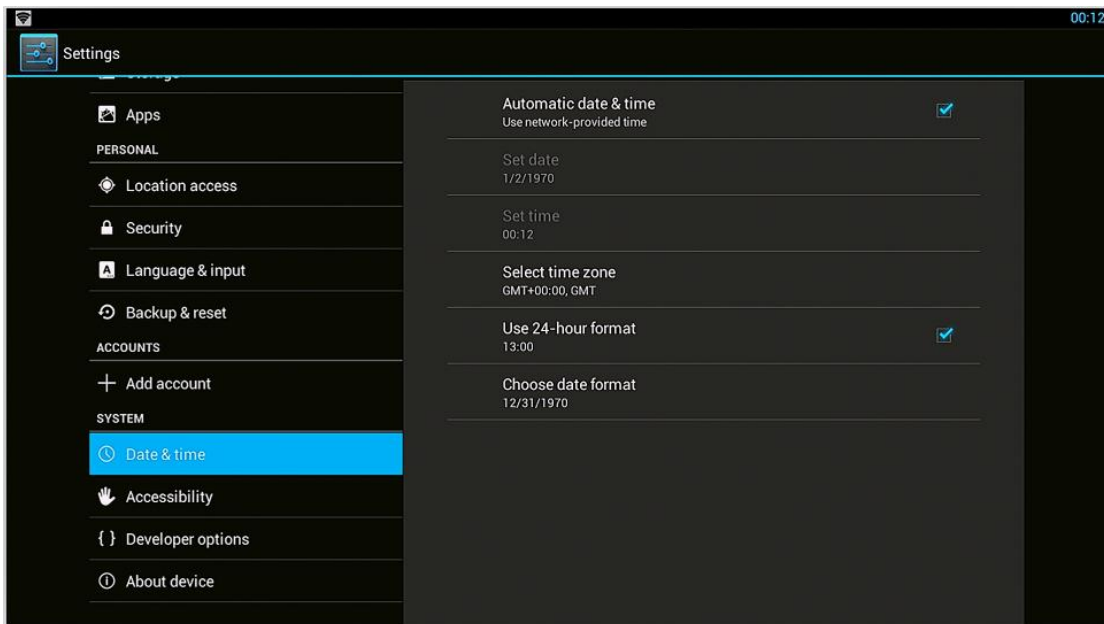 00:12
Settings
Apps
PERSONAL
Location access
Security
Language & input
Backup & reset
ACCOUNTS
Add account
SYSTEM
Date & time
Accessibility
{ } Developer options
About device
Automatic date & time
Use network-provided time
Set date
1/2/1970
Set time
00:12
Select time zone
GMT+00:00, GMT
Use 24-hour format
13:00
Choose date format
12/31/1970